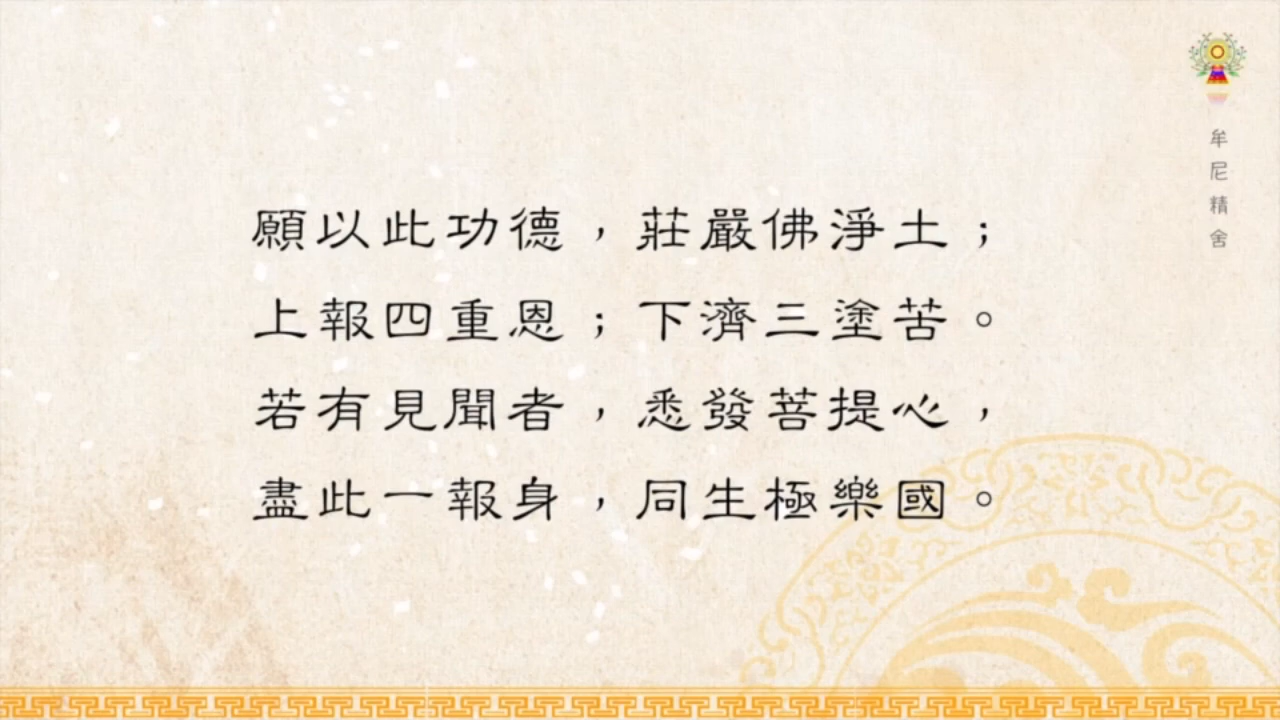 願以此功德，莊嚴佛淨土；
上報四重恩；下濟三塗苦。
若有見聞者，悉發菩提心，
盡此一報身，同生極樂國。
牟尼精舍